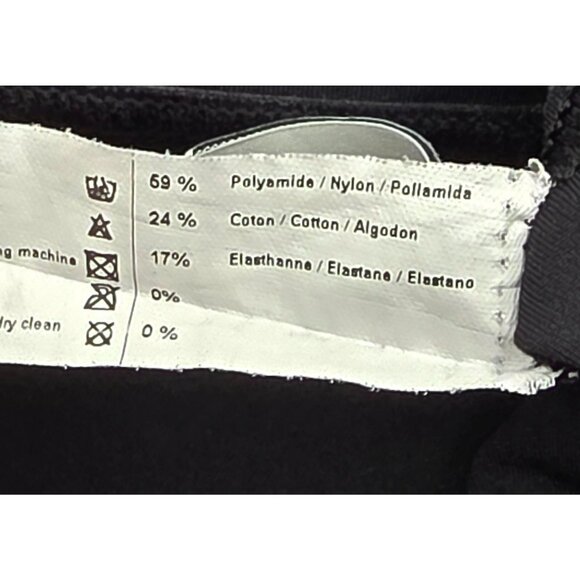 59 % Polyamide / Nylon / Poliamida
24 % Coton / Cotton / Algodon
ng machine 17% Elasthanne / Elastane / Elastano
0%
ry clean 0 %